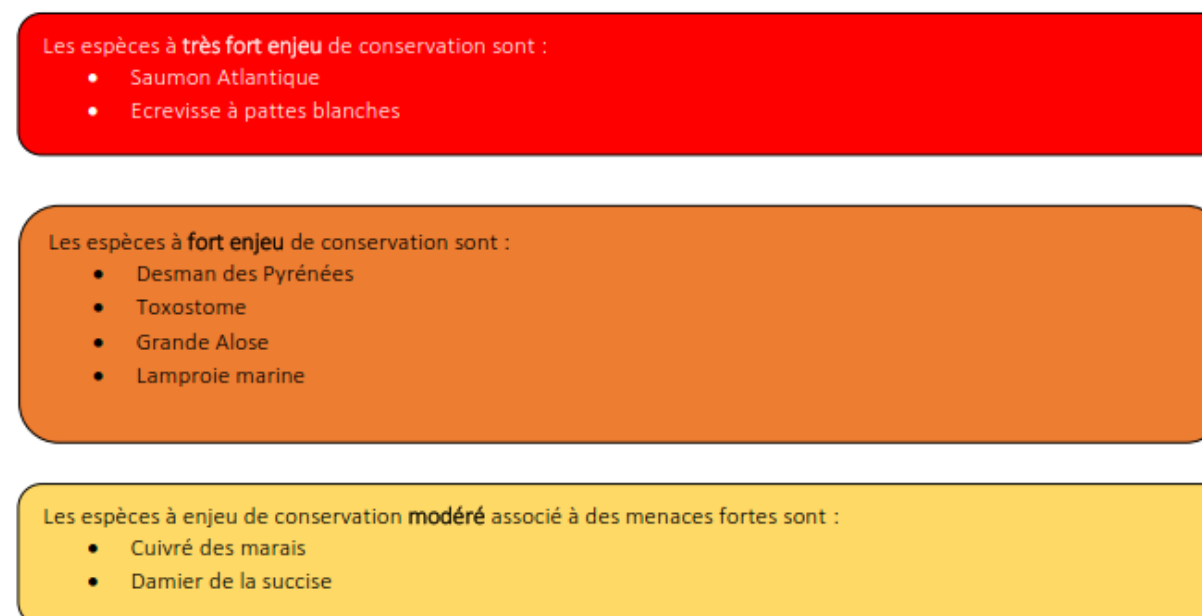 Les espèces à très fort enjeu de conservation sont :
• Saumon Atlantique
• Ecrevisse à pattes blanches
Les espèces à fort enjeu de conservation sont :
• Desman des Pyrénées
• Toxostome
• Grande Alose
• Lamproie marine
Les espèces à enjeu de conservation modéré associé à des menaces fortes sont :
• Cuivré des marais
• Damier de la succise